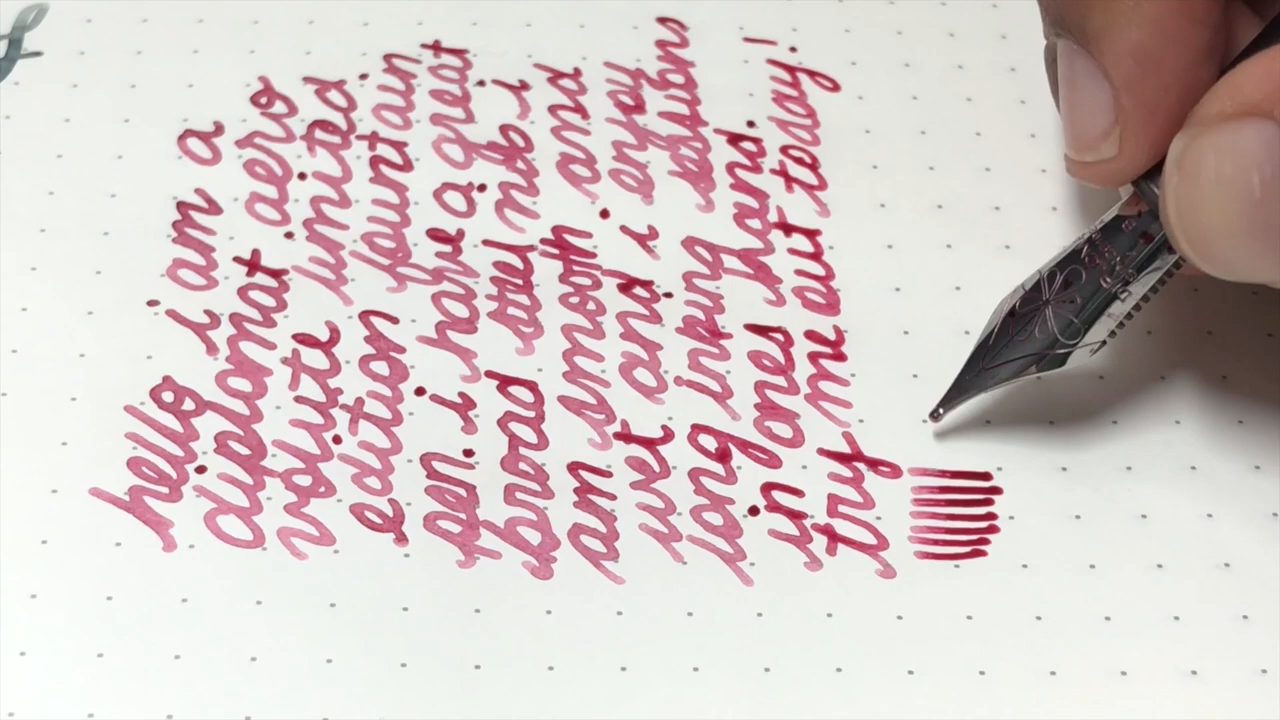 hello i am a
diplomat aero
volute limited
edition fountain
pen. i have a great
broad steel nib i
am smooth and
wet and i enjoy
long inking sessions
in ones hand.
try me out today!